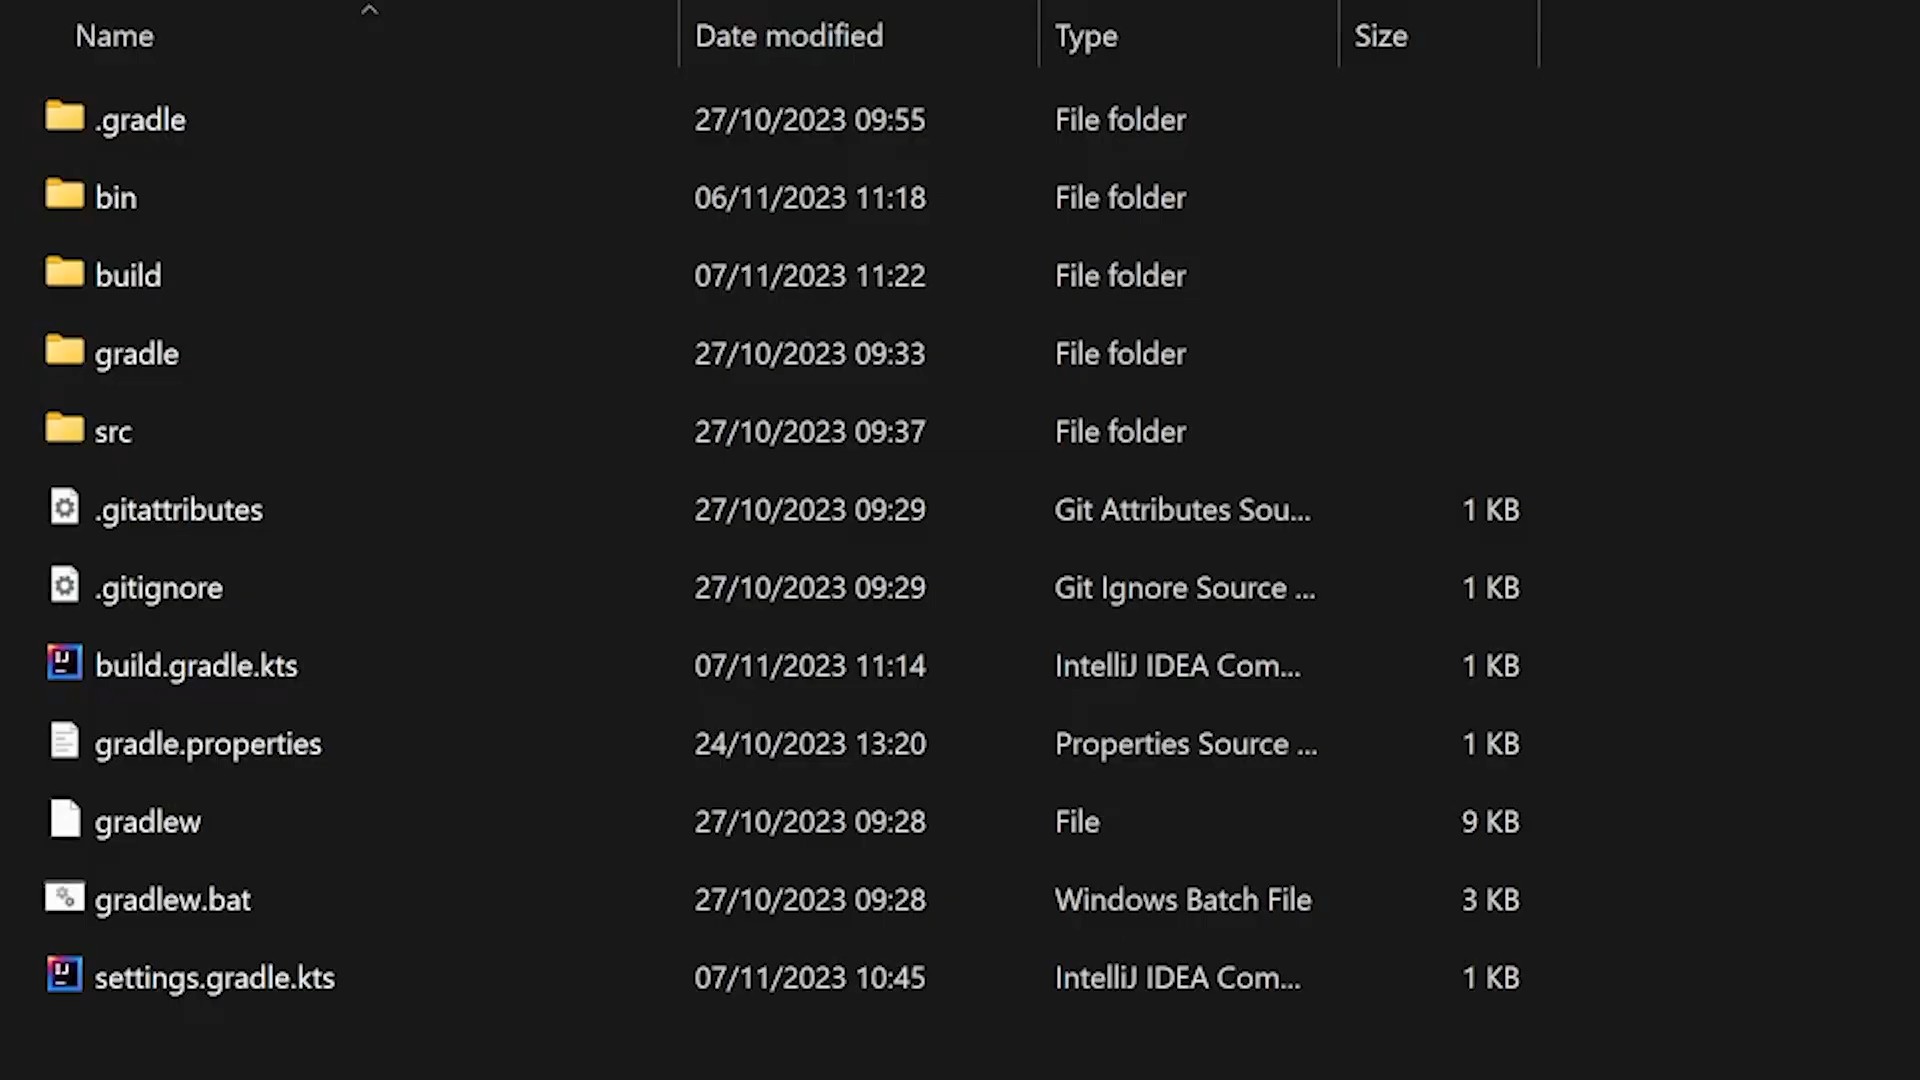 Name Date modified Type Size
.gradle 27/10/2023 09:55 File folder
bin 06/11/2023 11:18 File folder
build 07/11/2023 11:22 File folder
gradle 27/10/2023 09:33 File folder
src 27/10/2023 09:37 File folder
.gitattributes 27/10/2023 09:29 Git Attributes Sou... 1 KB
.gitignore 27/10/2023 09:29 Git Ignore Source ... 1 KB
build.gradle.kts 07/11/2023 11:14 IntelliJ IDEA Com... 1 KB
gradle.properties 24/10/2023 13:20 Properties Source ... 1 KB
gradlew 27/10/2023 09:28 File 9 KB
gradlew.bat 27/10/2023 09:28 Windows Batch File 3 KB
settings.gradle.kts 07/11/2023 10:45 IntelliJ IDEA Com... 1 KB